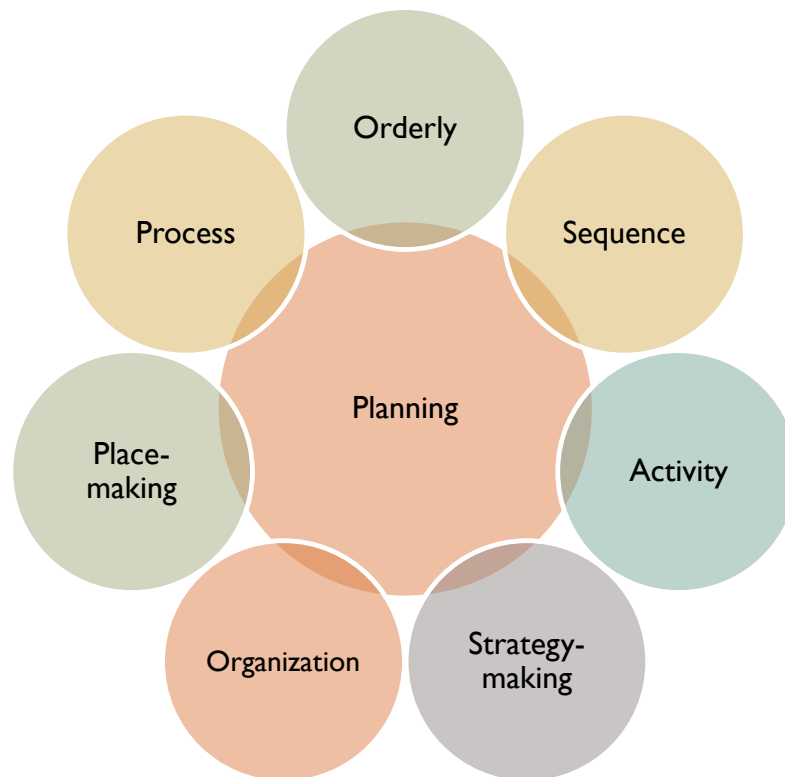 Orderly
Process
Sequence
Planning
Place-
making
Activity
Organization
Strategy-
making